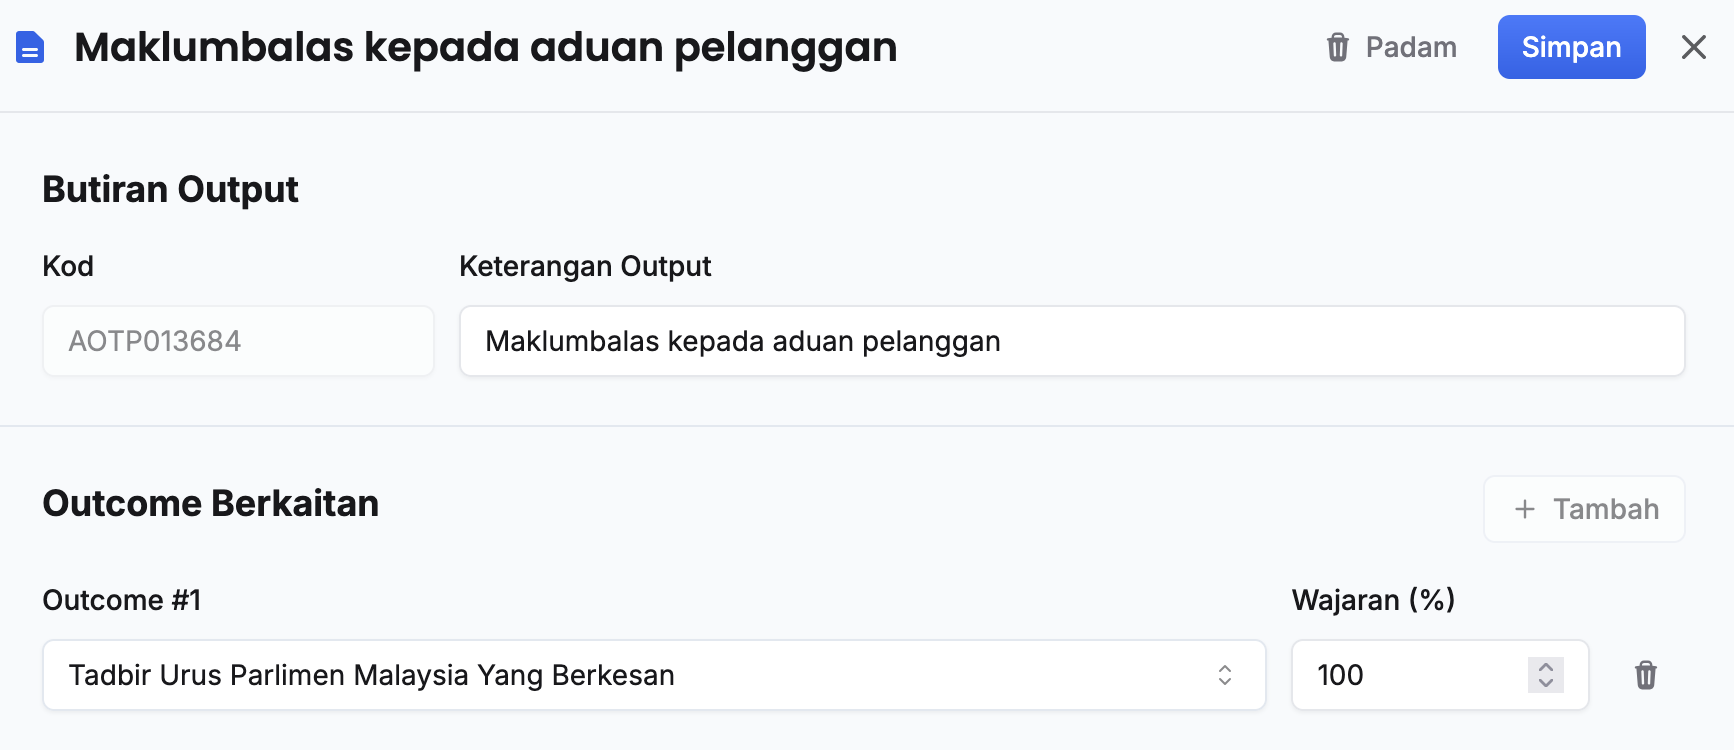 Maklumbalas kepada aduan pelanggan
Padam
Simpan
Butiran Output
Kod
Keterangan Output
AOTP013684
Maklumbalas kepada aduan pelanggan
Outcome Berkaitan
+ Tambah
Outcome #1
Wajaran (%)
Tadbir Urus Parlimen Malaysia Yang Berkesan
100